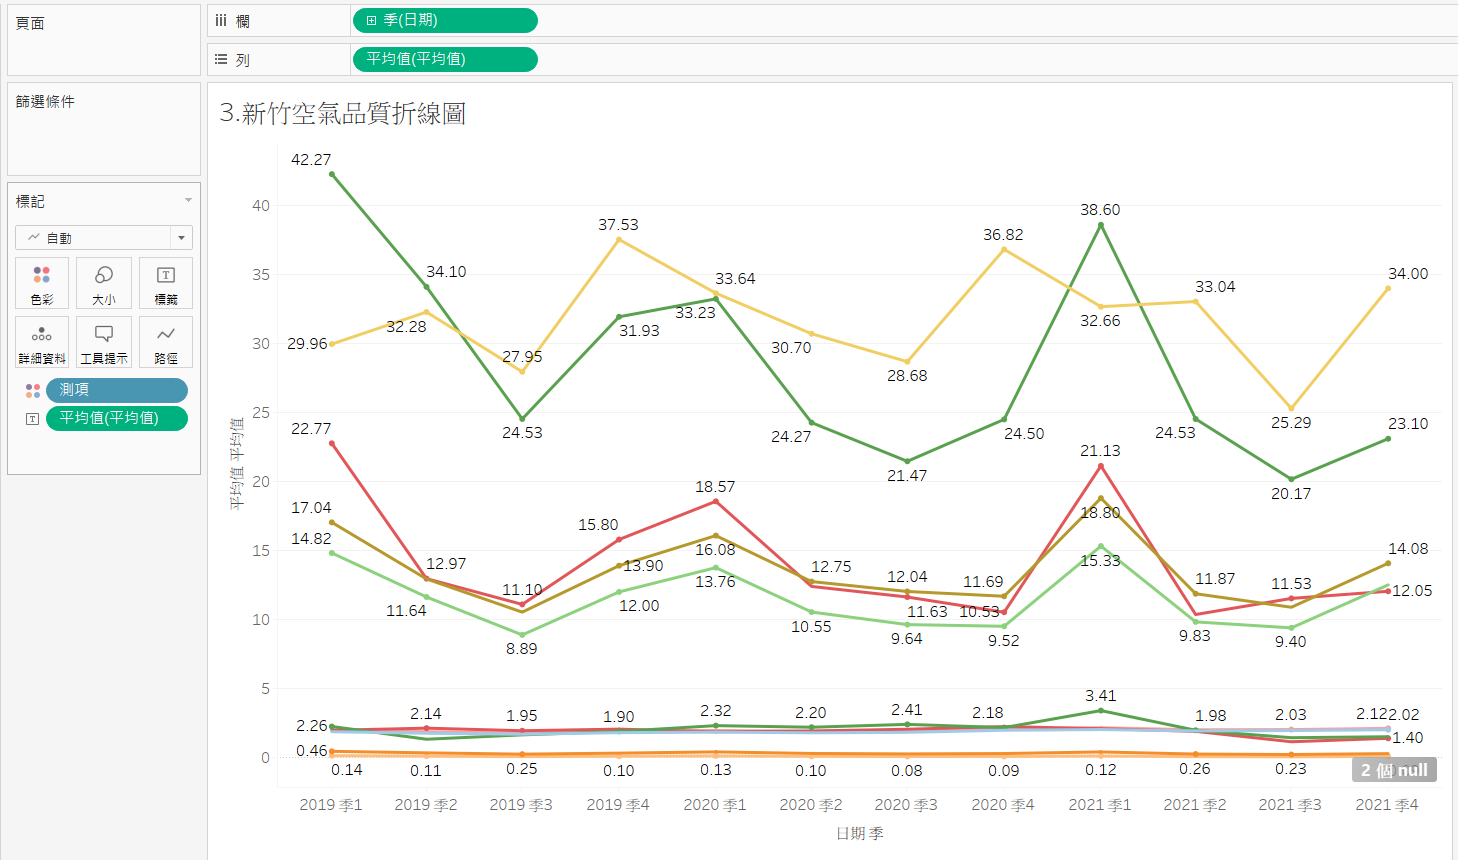 頁面
篩選條件
標記
自動
色彩
大小
標籤
詳細資料
工具提示
路徑
測項
平均值(平均值)
欄
季(日期)
列
平均值(平均值)
3.新竹空氣品質折線圖
平均值 平均值
40
35
30
25
20
15
10
5
0
42.27
34.10
24.53
31.93
33.23
24.27
21.47
24.50
38.60
24.53
20.17
23.10
29.96
32.28
27.95
37.53
33.64
30.70
28.68
36.82
32.66
33.04
25.29
34.00
22.77
12.97
11.10
15.80
18.57
11.63
10.53
21.13
11.53
12.05
17.04
13.90
16.08
12.75
12.04
11.69
18.80
11.87
14.08
14.82
11.64
8.89
12.00
13.76
10.55
9.64
9.52
15.33
9.83
9.40
2.26
2.14
1.95
1.90
2.32
2.20
2.41
2.18
3.41
1.98
2.03
2.12
2.02
1.40
0.46
0.14
0.11
0.25
0.10
0.13
0.10
0.08
0.09
0.12
0.26
0.23
2 個 null
2019 季1
2019 季2
2019 季3
2019 季4
2020 季1
2020 季2
2020 季3
2020 季4
2021 季1
2021 季2
2021 季3
2021 季4
日期 季